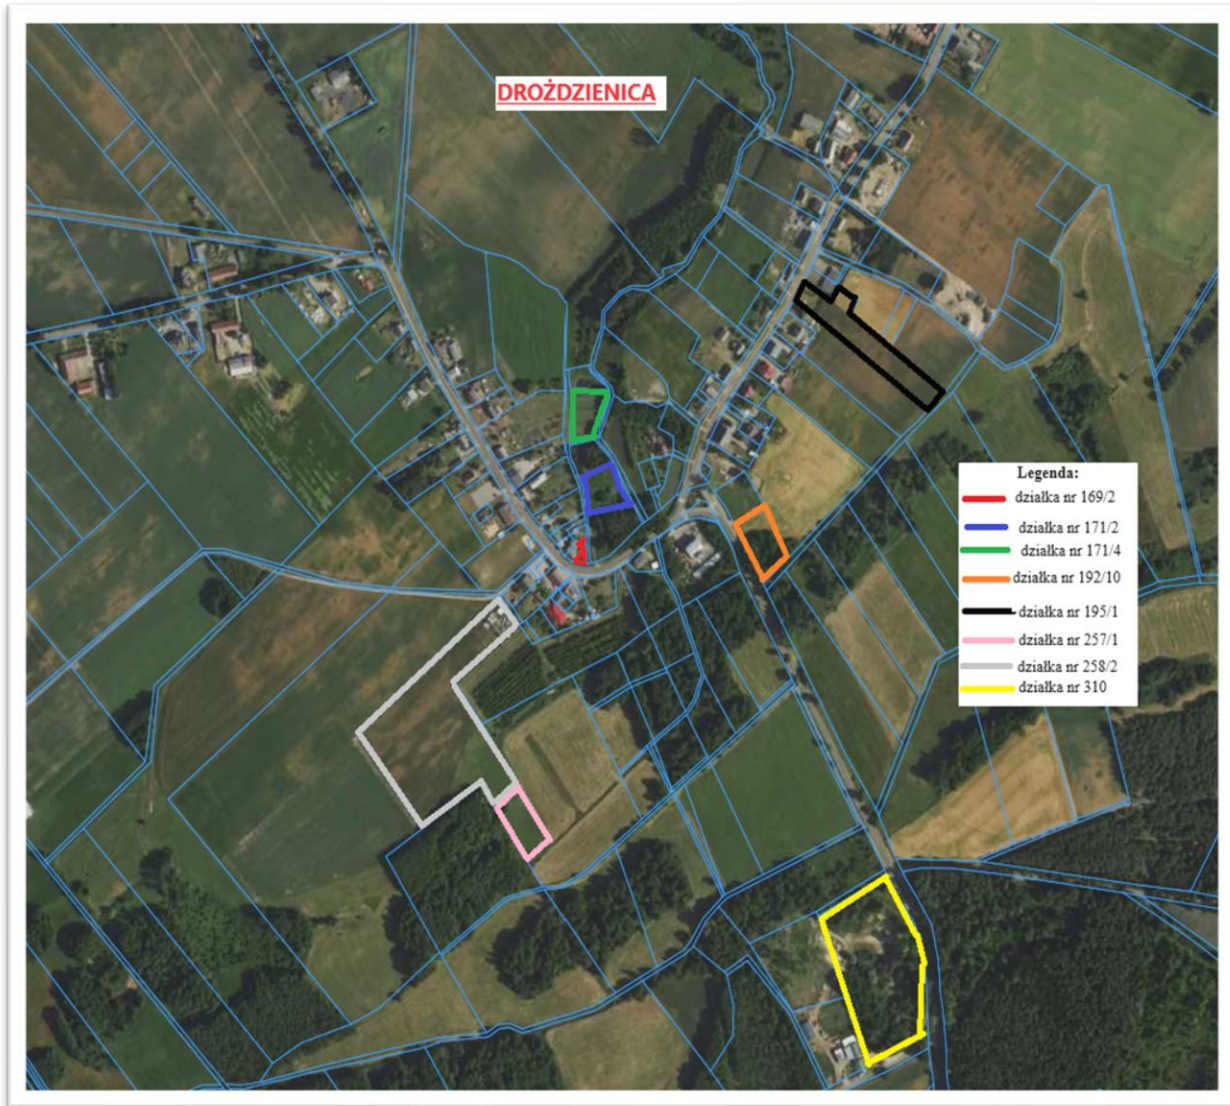 DROŻDZIENICA
Legenda:
działka nr 169/2
działka nr 171/2
działka nr 171/4
działka nr 192/10
działka nr 195/1
działka nr 257/1
działka nr 258/2
działka nr 310